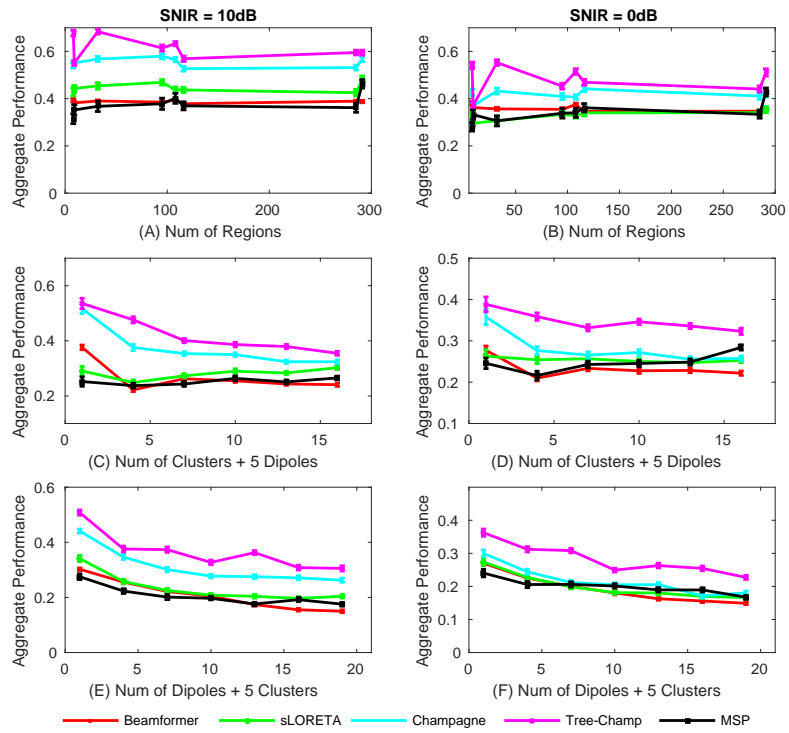 SNIR = 10dB
SNIR = 0dB
Aggregate Performance
0.6
0.4
0.2
0
0
100
200
300
(A) Num of Regions
Aggregate Performance
0.6
0.4
0.2
0
50
100
150
200
250
300
(B) Num of Regions
Aggregate Performance
0.6
0.4
0.2
0
5
10
15
(C) Num of Clusters + 5 Dipoles
Aggregate Performance
0.5
0.4
0.3
0.2
0.1
0
5
10
15
(D) Num of Clusters + 5 Dipoles
Aggregate Performance
0.6
0.4
0.2
0
0
5
10
15
20
(E) Num of Dipoles + 5 Clusters
Aggregate Performance
0.5
0.4
0.3
0.2
0.1
0
0
5
10
15
20
(F) Num of Dipoles + 5 Clusters
Beamformer
sLORETA
Champagne
Tree-Champ
MSP